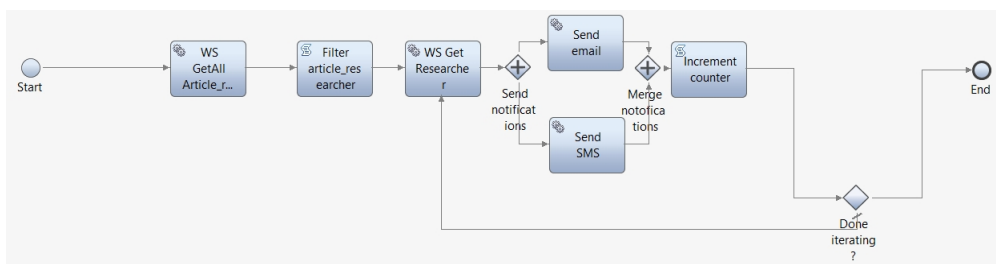 Start
WS
GetAll
Article_r...
Filter
article_res
earcher
WS Get
Researche
r
Send
notificat
ions
Send
email
Send
SMS
Merge
notofica
tions
Increment
counter
Done
iterating
?
End